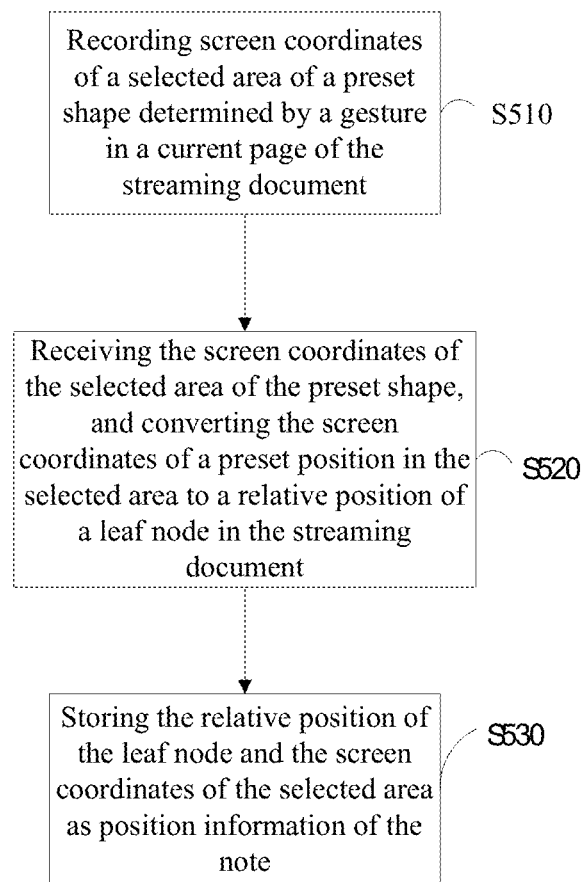 Recording screen coordinates
of a selected area of a preset
shape determined by a gesture
in a current page of the
streaming document
S510
Receiving the screen coordinates of
the selected area of the preset shape,
and converting the screen
coordinates of a preset position in the
selected area to a relative position of
a leaf node in the streaming
document
S520
Storing the relative position of
the leaf node and the screen
coordinates of the selected area
as position information of the
note
S530